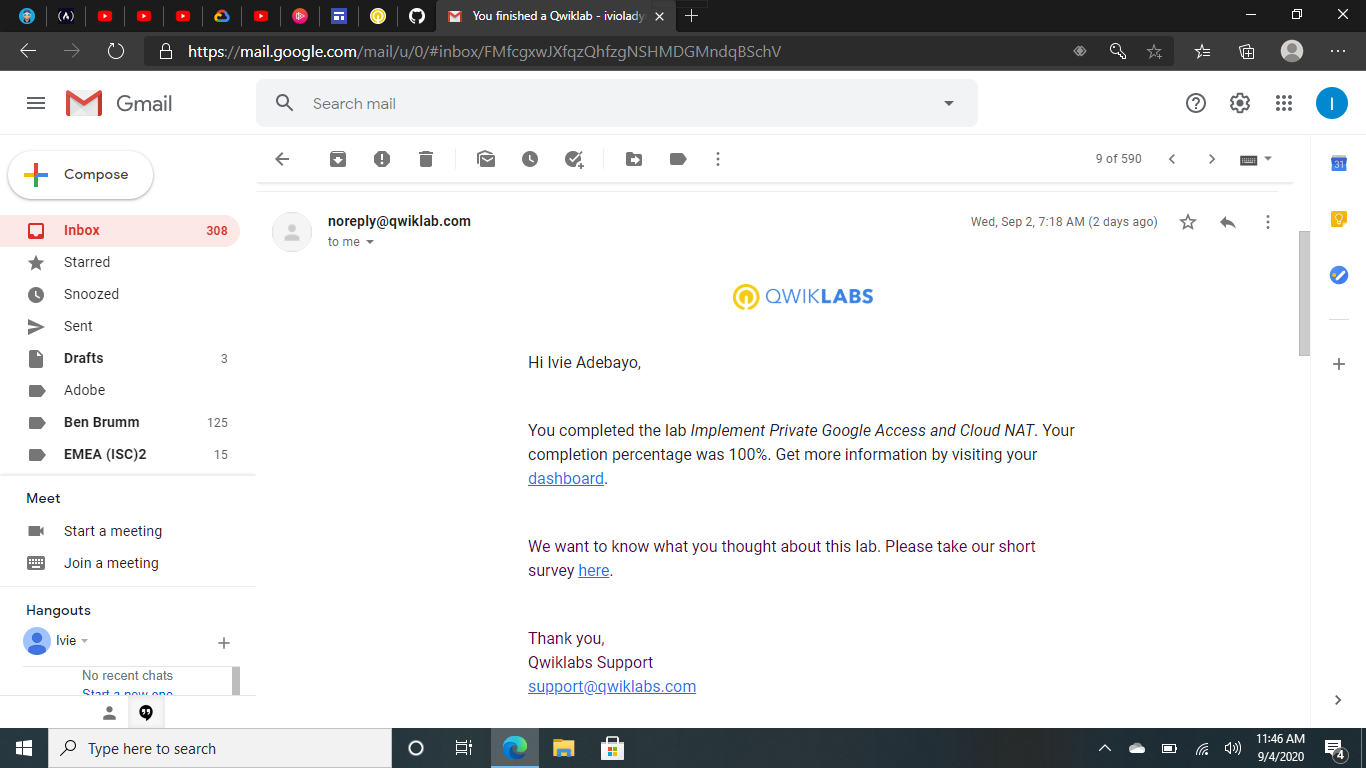 You finished a Qwiklab - iviolady
https://mail.google.com/mail/u/0/#inbox/FMfcgxwJXfqzQhfzgNSHMDGMndqBSchV
Gmail
Search mail
I
Compose
9 of 590
31
Inbox 308
Starred
Snoozed
Sent
Drafts 3
Adobe
Ben Brumm 125
EMEA (ISC)2 15
Meet
Start a meeting
Join a meeting
Hangouts
Ivie
No recent chats
Start a new one
noreply@qwiklab.com
Wed, Sep 2, 7:18 AM (2 days ago)
to me
QWIKLABS
Hi Ivie Adebayo,
You completed the lab Implement Private Google Access and Cloud NAT. Your
completion percentage was 100%. Get more information by visiting your
dashboard.
We want to know what you thought about this lab. Please take our short
survey here.
Thank you,
Qwiklabs Support
support@qwiklabs.com
Type here to search
11:46 AM
9/4/2020
4